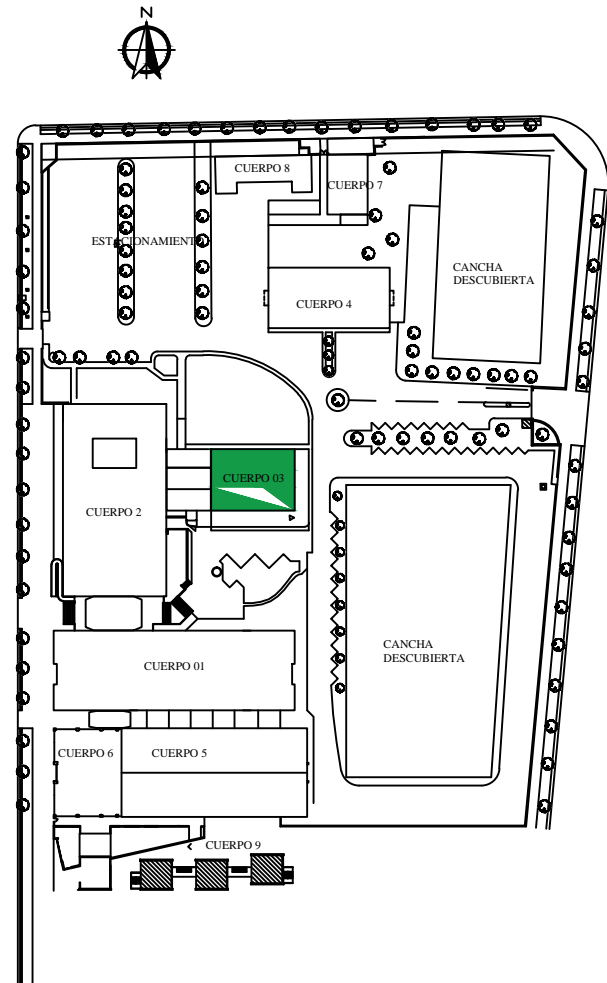 N
CUERPO 8
CUERPO 7
ESTACIONAMIENTO
CANCHA
DESCUBIERTA
CUERPO 4
CUERPO 03
CUERPO 2
CANCHA
DESCUBIERTA
CUERPO 01
CUERPO 6
CUERPO 5
CUERPO 9